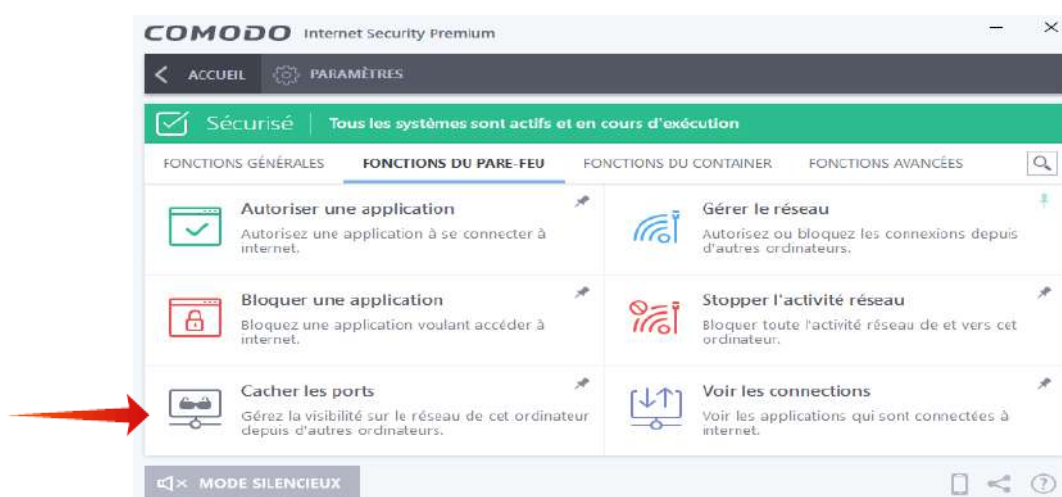 COMODO Internet Security Premium
ACCUEIL PARAMÈTRES
Sécurisé Tous les systèmes sont actifs et en cours d'exécution
FONCTIONS GÉNÉRALES FONCTIONS DU PARE-FEU FONCTIONS DU CONTAINER FONCTIONS AVANCÉES
Autoriser une application
Autorisez une application à se connecter à
internet.
Gérer le réseau
Autorisez ou bloquez les connexions depuis
d'autres ordinateurs.
Bloquer une application
Bloquez une application voulant accéder à
internet.
Stopper l'activité réseau
Bloquer toute l'activité réseau de et vers cet
ordinateur.
Cacher les ports
Gérez la visibilité sur le réseau de cet ordinateur
depuis d'autres ordinateurs.
Voir les connections
Voir les applications qui sont connectées à
internet.
MODE SILENCIEUX